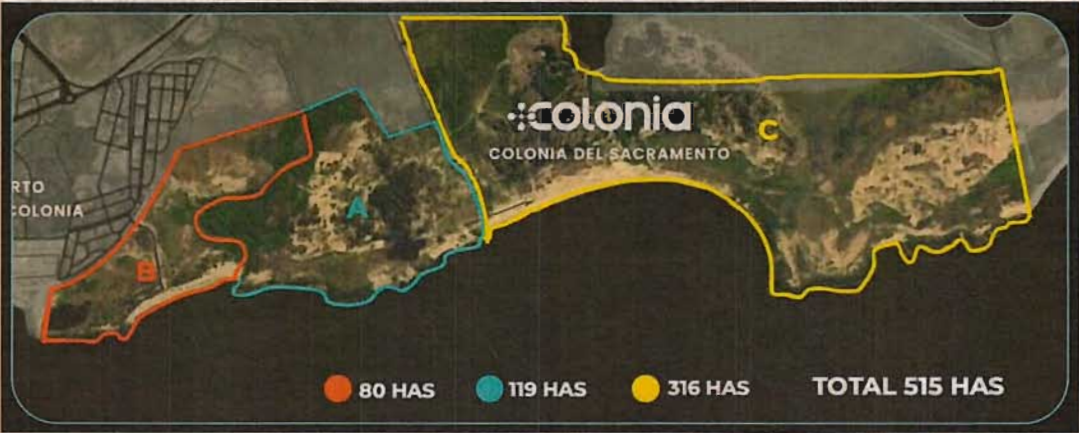 +colonia
COLONIA DEL SACRAMENTO
C
A
B
RTO
COLONIA
80 HAS
119 HAS
316 HAS
TOTAL 515 HAS